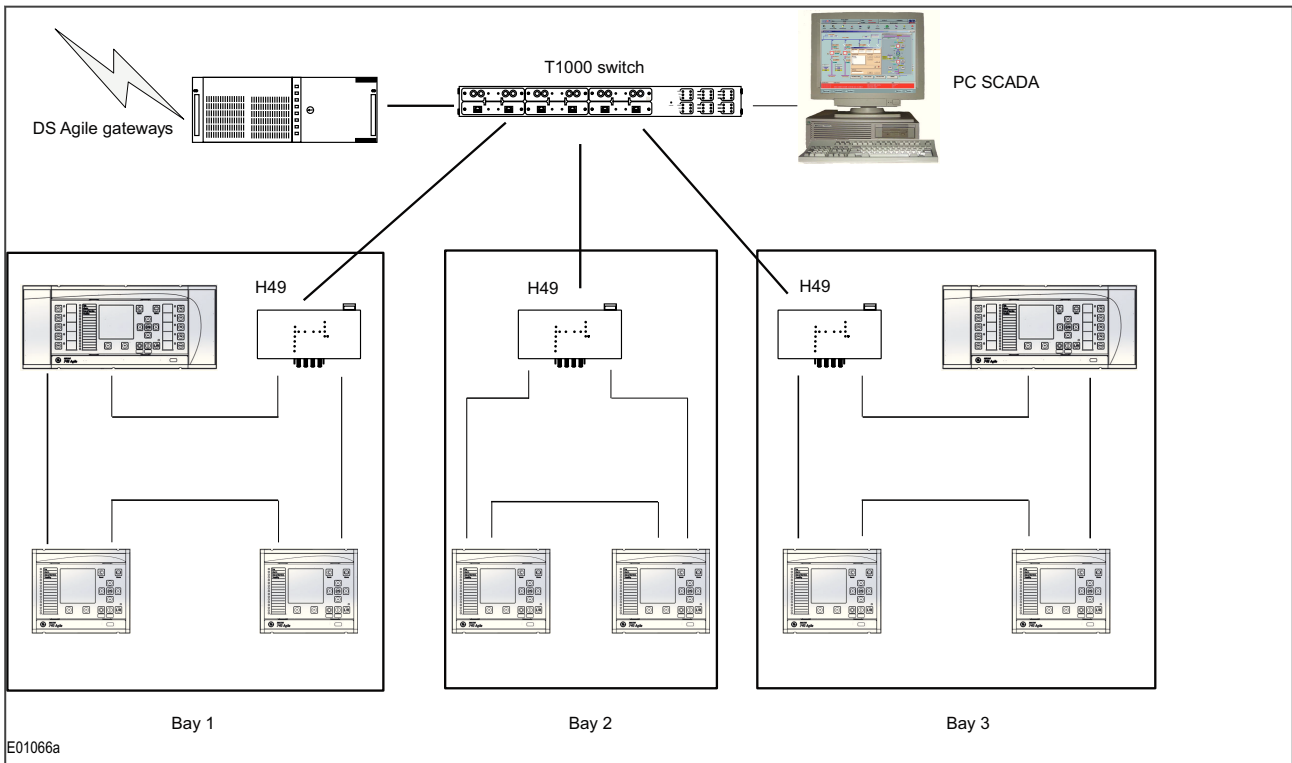 T1000 switch
PC SCADA
DS Agile gateways
H49
H49
H49
Bay 1
Bay 2
Bay 3
E01066a